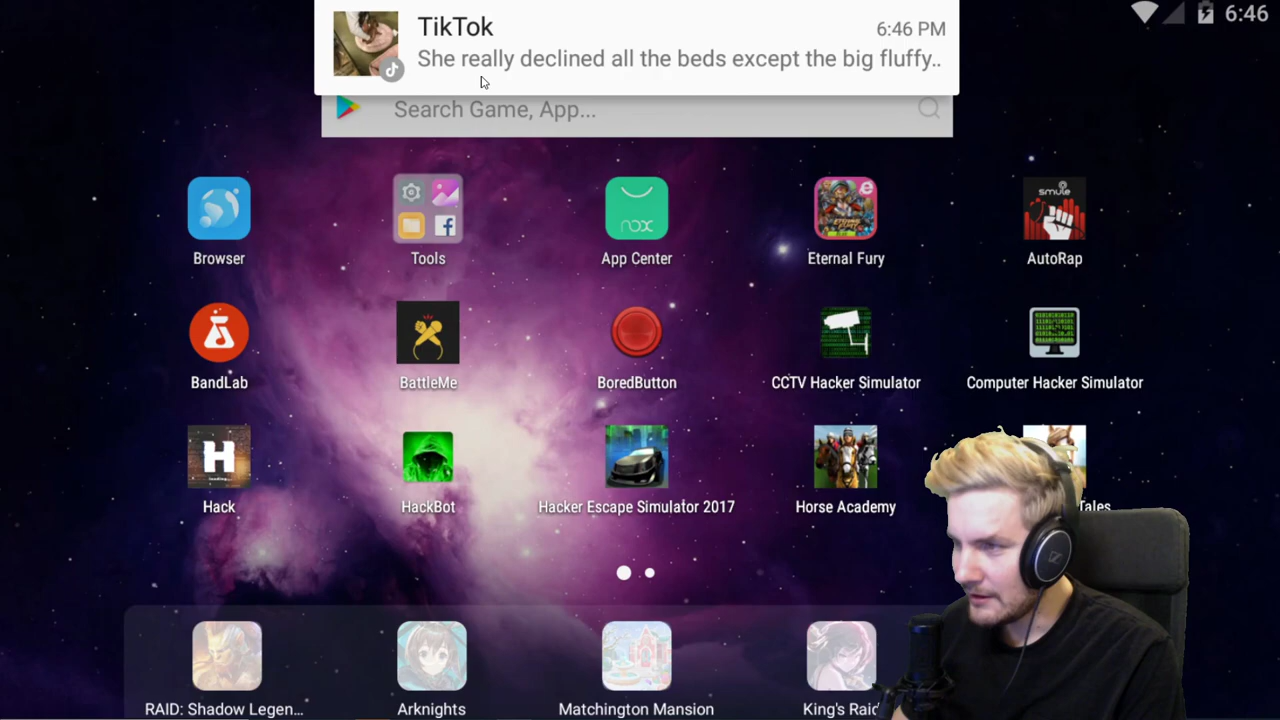 TikTok
6:46 PM
6:46
She really declined all the beds except the big fluffy..
Search Game, App...
nox
smule
Browser
Tools
App Center
Eternal Fury
AutoRap
BandLab
BattleMe
BoredButton
CCTV Hacker Simulator
Computer Hacker Simulator
H
Hack
HackBot
Hacker Escape Simulator 2017
Horse Academy
Tales
RAID: Shadow Legen...
Arknights
Matchington Mansion
King's Raid